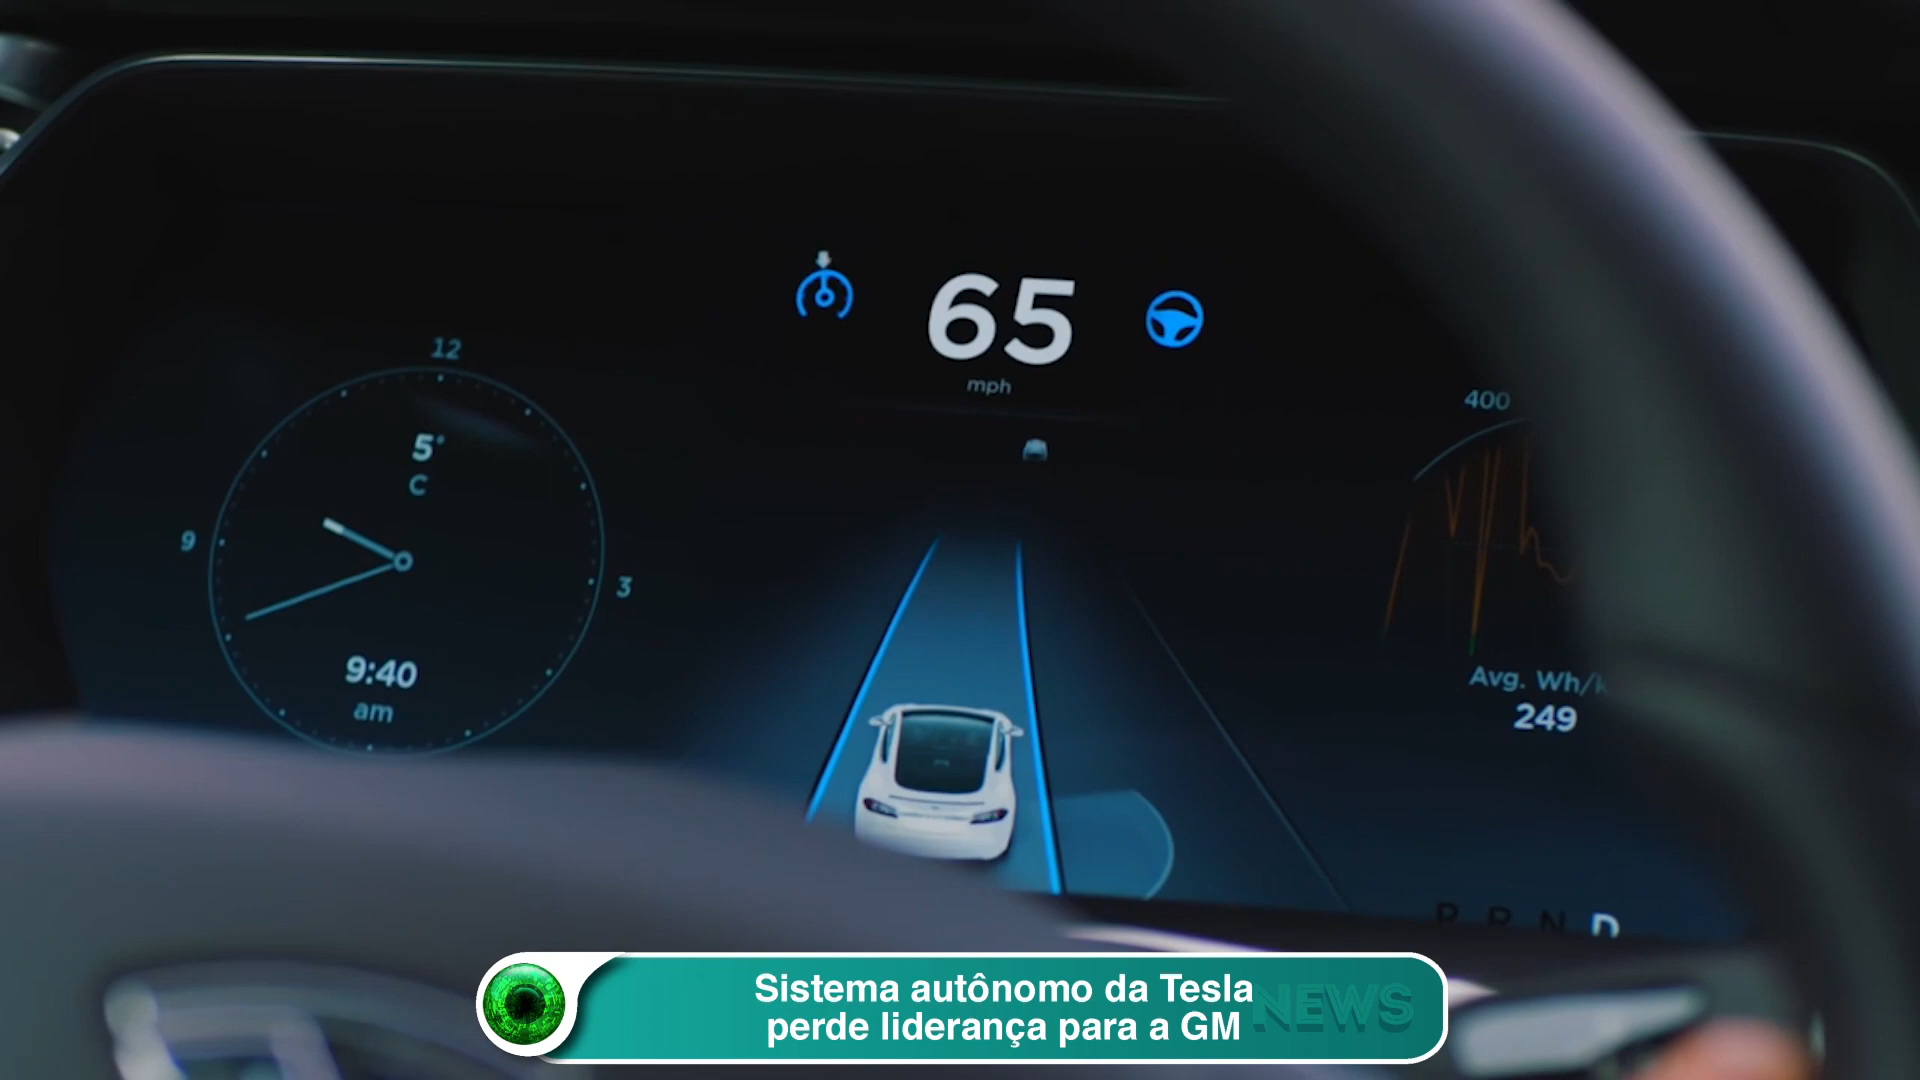 65
mph
12
5°
C
9
3
9:40
am
400
Avg. Wh/k
249
P R N D
Sistema autônomo da Tesla
perde liderança para a GM
NEWS